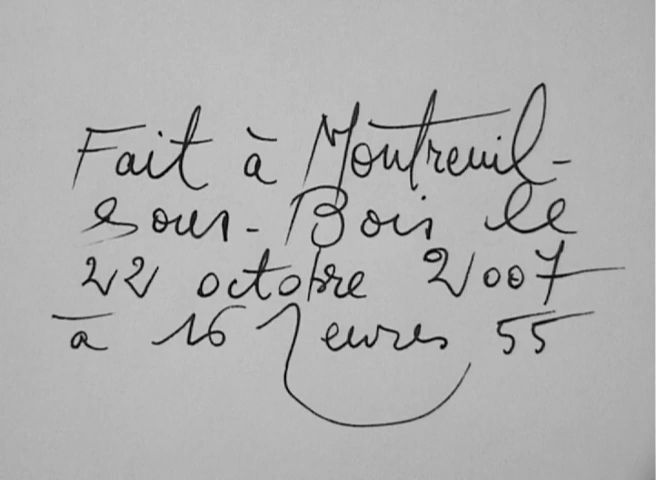 Fait à Montreuil-
sous-Bois le
22 octobre 2007
à 16 heures 55